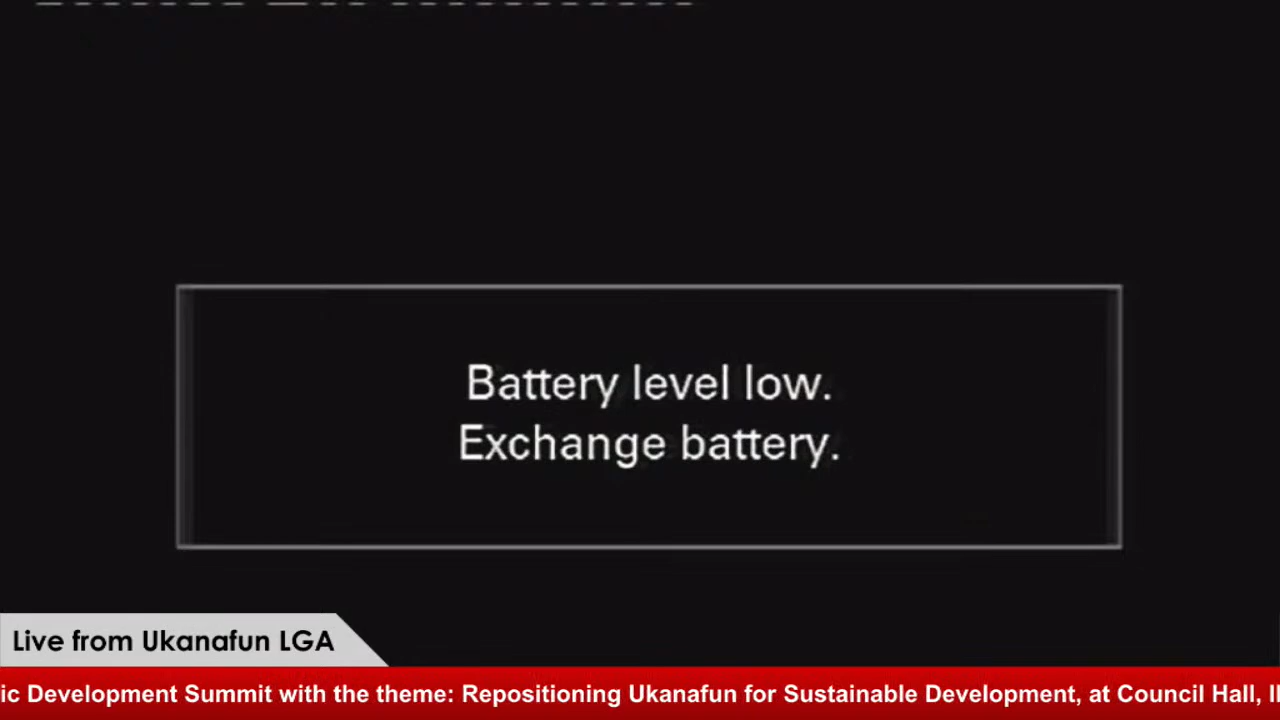 Battery level low.
Exchange battery.
Live from Ukanafun LGA
ic Development Summit with the theme: Repositioning Ukanafun for Sustainable Development, at Council Hall,